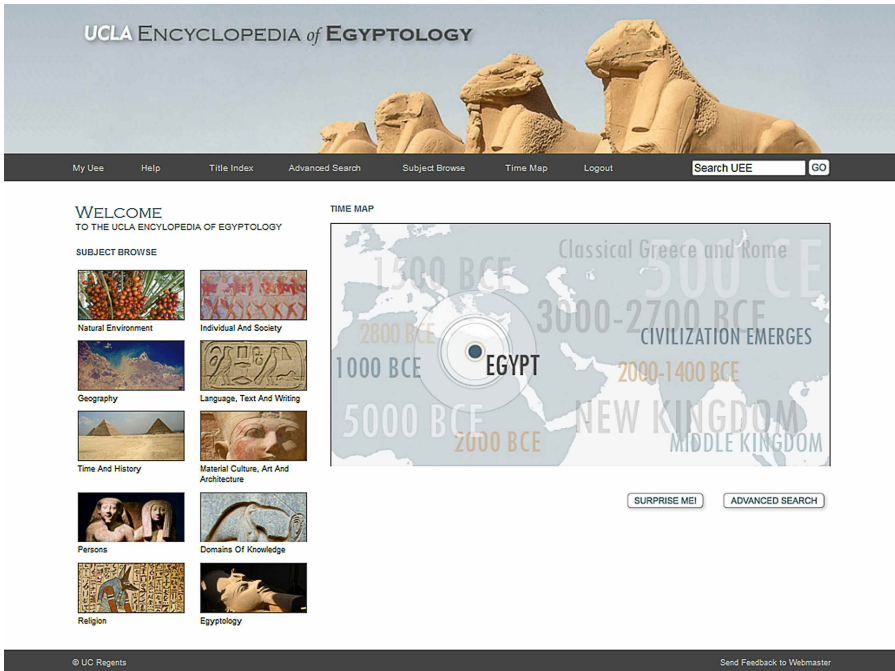 UCLA ENCYCLOPEDIA of EGYPTOLOGY
My Uee Help Title Index Advanced Search Subject Browse Time Map Logout Search UEE GO
WELCOME
TO THE UCLA ENCYLOPEDIA OF EGYPTOLOGY
SUBJECT BROWSE
Natural Environment
Individual And Society
Geography
Language, Text And Writing
Time And History
Material Culture, Art And
Architecture
Persons
Domains Of Knowledge
Religion
Egyptology
TIME MAP
Classical Greece and Rome
500 CE
1500 BCE
3000-2700 BCE
2800 BCE
CIVILIZATION EMERGES
EGYPT
1000 BCE
2000-1400 BCE
5000 BCE
NEW KINGDOM
2000 BCE
MIDDLE KINGDOM
SURPRISE ME! ADVANCED SEARCH
© UC Regents
Send Feedback to Webmaster